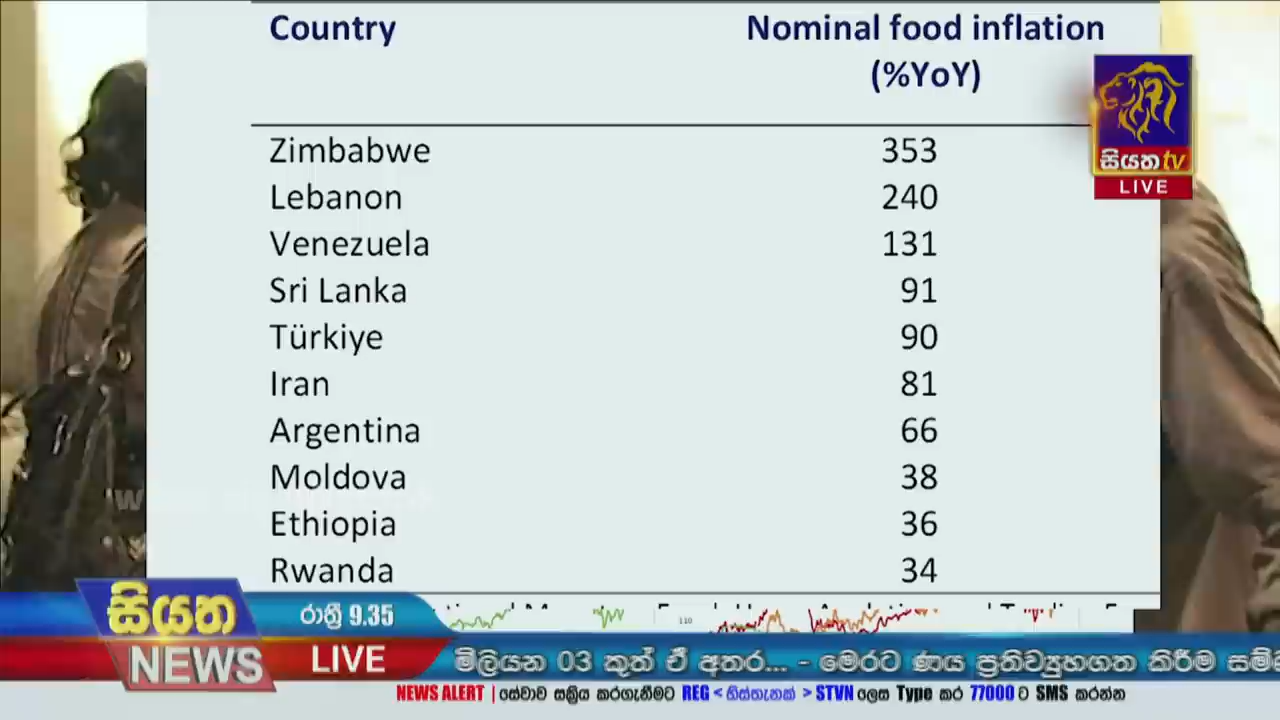 Country Nominal food inflation
(%YoY)
Zimbabwe 353
Lebanon 240
Venezuela 131
Sri Lanka 91
Türkiye 90
Iran 81
Argentina 66
Moldova 38
Ethiopia 36
Rwanda 34
සියත tv
LIVE
110
සියත
NEWS
රාත්‍රී 9.35
LIVE
මිලියන 03 කුත් ඒ අතර... - මෙරට ණය ප්‍රතිව්‍යුහගත කිරීම
NEWS ALERT | සේවාව සක්‍රිය කරගැනීමට REG < හිස්තැනක් > STVN ලෙස Type කර 77000 ට SMS කරන්න